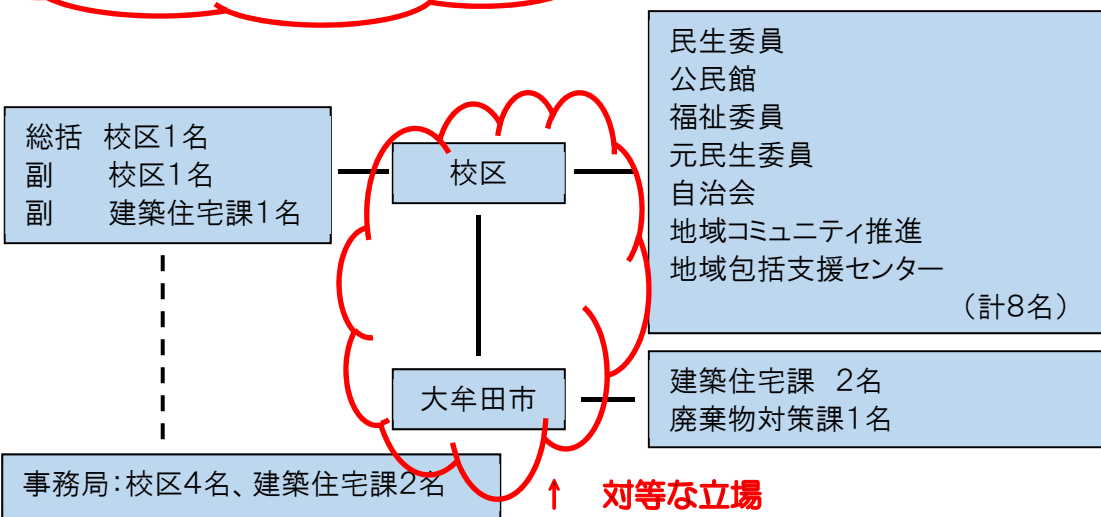 総括　校区1名
副　　校区1名
副　　建築住宅課1名
校区
民生委員
公民館
福祉委員
元民生委員
自治会
地域コミュニティ推進
地域包括支援センター
（計8名）
大牟田市
建築住宅課　2名
廃棄物対策課1名
事務局：校区4名、建築住宅課2名
↑　対等な立場